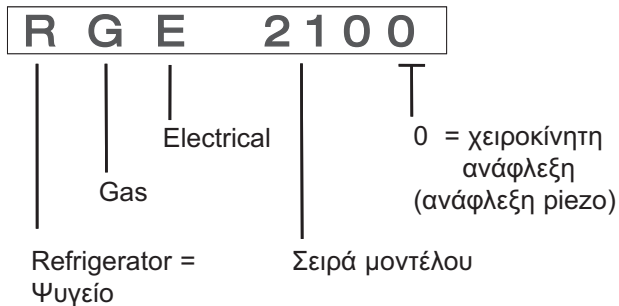 R G E 2100
Electrical
0 = χειροκίνητη
ανάφλεξη
(ανάφλεξη piezo)
Gas
Refrigerator =
Ψυγείο
Σειρά μοντέλου